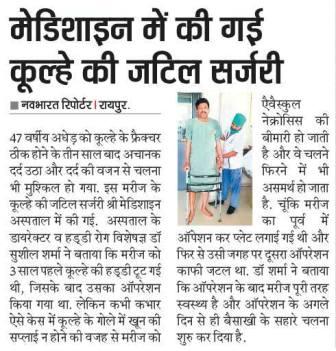 मेडिशाइन में की गई
कूल्हे की जटिल सर्जरी
■ नवभारत रिपोर्टर। रायपुर.
47 वर्षीय अधेड़ को कूल्हे के फ्रैक्चर
ठीक होने के तीन साल बाद अचानक
दर्द उठा और दर्द की वजन से चलना
भी मुश्किल हो गया. इस मरीज के
कूल्हे की जटिल सर्जरी श्री मेडिशाइन
अस्पताल में की गई. अस्पताल के
डायरेक्टर व हड्डी रोग विशेषज्ञ डॉ
सुशील शर्मा ने बताया कि मरीज को
3 साल पहले कूल्हे की हड्डी टूट गई
थी, जिसके बाद उसका ऑपरेशन
किया गया था. लेकिन कभी कभार
ऐसे केस में कूल्हे के गोले में खून की
सप्लाई न होने की वजह से मरीज को
एैवैस्कुल
नेक्रोसिस की
बीमारी हो जाती
है और वे चलने
फिरने में भी
असमर्थ हो जाता
है. चूंकि मरीज
का पूर्व में
ऑपेशन कर प्लेट लगाई गई थी और
फिर से उसी जगह पर दूसरा ऑपरेशन
काफी जटल था. डॉ शर्मा ने बताया
कि ऑपरेशन के बाद मरीज पूरी तरह
स्वस्थ्य है और ऑपरेशन के अगले
दिन से ही बैसाखी के सहारे चलना
शुरु कर दिया है.